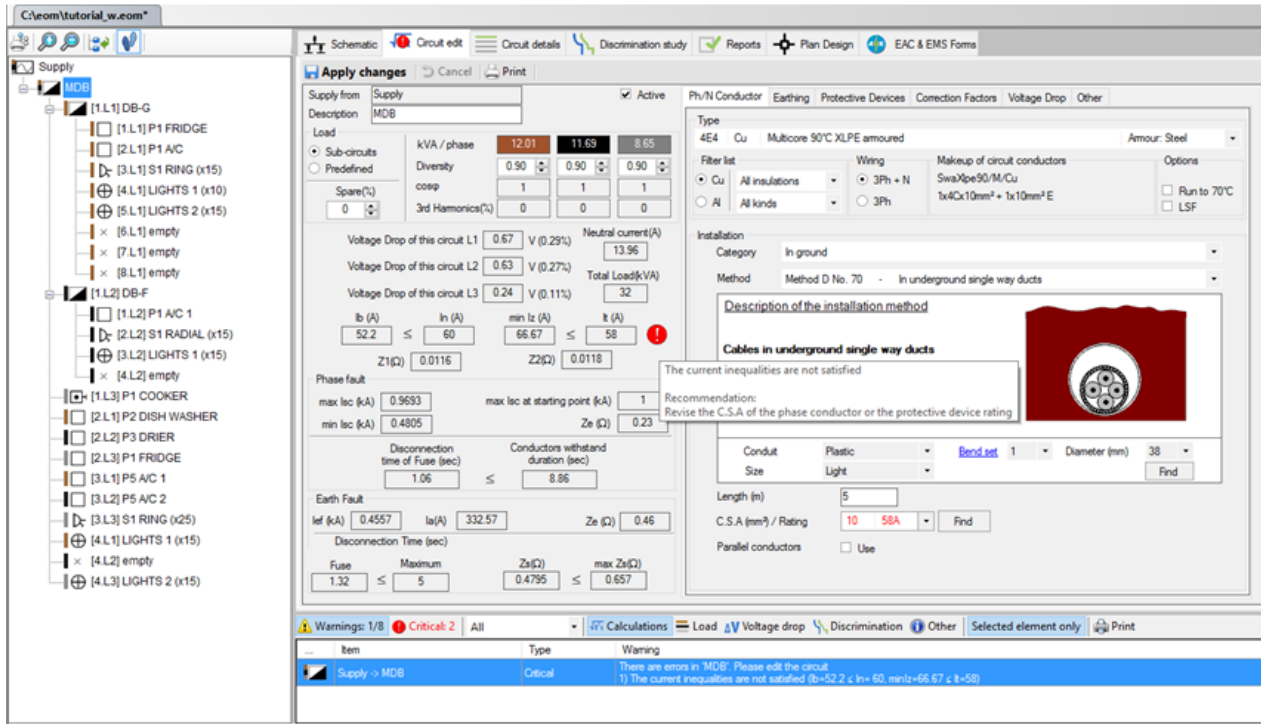 C:\eom\tutorial_w.eom*
Schematic Circuit edit Circuit details Discrimination study Reports Plan Design EAC & EMS Forms
Apply changes Cancel Print
Supply
MDB
[1.L1] DB-G
[1.L1] P1 FRIDGE
[2.L1] P1 A/C
[3.L1] S1 RING (x15)
[4.L1] LIGHTS 1 (x10)
[5.L1] LIGHTS 2 (x15)
[6.L1] empty
[7.L1] empty
[8.L1] empty
[1.L2] DB-F
[1.L2] P1 A/C 1
[2.L2] S1 RADIAL (x15)
[3.L2] LIGHTS 1 (x15)
[4.L2] empty
[1.L3] P1 COOKER
[2.L1] P2 DISH WASHER
[2.L2] P3 DRIER
[2.L3] P1 FRIDGE
[3.L1] P5 A/C 1
[3.L2] P5 A/C 2
[3.L3] S1 RING (x25)
[4.L1] LIGHTS 1 (x15)
[4.L2] empty
[4.L3] LIGHTS 2 (x15)
Supply from Supply Active
Description MDB
Load
Sub-circuits
Predefined
Spare(%)
0
kVA / phase 12.01 11.69 8.65
Diversity 0.90 0.90 0.90
cosφ 1 1 1
3rd Harmonics(%) 0 0 0
Voltage Drop of this circuit L1 0.67 V (0.29%)
Neutral current(A)
13.96
Voltage Drop of this circuit L2 0.63 V (0.27%)
Total Load(kVA)
Voltage Drop of this circuit L3 0.24 V (0.11%) 32
Ib (A) In (A) min Iz (A) It (A)
52.2 ≤ 60 66.67 ≤ 58
Z1(Ω) 0.0116 Z2(Ω) 0.0118
Phase fault
max Isc (kA) 0.9693 max Isc at starting point (kA) 1
min Isc (kA) 0.4805 Ze (Ω) 0.23
Disconnection time of Fuse (sec) Conductors withstand duration (sec)
1.06 ≤ 8.86
Earth Fault
Ief (kA) 0.4557 Ia(A) 332.57 Ze (Ω) 0.46
Disconnection Time (sec)
Fuse Maximum Zs(Ω) max Zs(Ω)
1.32 ≤ 5 0.4795 ≤ 0.657
Ph/N Conductor Earthing Protective Devices Correction Factors Voltage Drop Other
Type
4E4 Cu Multicore 90°C XLPE armoured Armour: Steel
Filter list Wiring Makeup of circuit conductors Options
Cu All insulations 3Ph + N SwaXlpe90/M/Cu Run to 70°C
Al All kinds 3Ph 1x4Cx10mm² + 1x10mm² E LSF
Installation
Category In ground
Method Method D No. 70 - In underground single way ducts
Description of the installation method
Cables in underground single way ducts
The current inequalities are not satisfied
Recommendation:
Revise the C.S.A of the phase conductor or the protective device rating
Conduit Plastic Bend set 1 Diameter (mm) 38
Size Light Find
Length (m) 5
C.S.A (mm²) / Rating 10 58A Find
Parallel conductors Use
Warnings: 1/8 Critical: 2 All Calculations Load ΔV Voltage drop Discrimination Other Selected element only Print
... Item Type Warning
Supply -> MDB Critical There are errors in 'MDB'. Please edit the circuit
1) The current inequalities are not satisfied (Ib=52.2 ≤ In= 60, minIz=66.67 ≤ It=58)